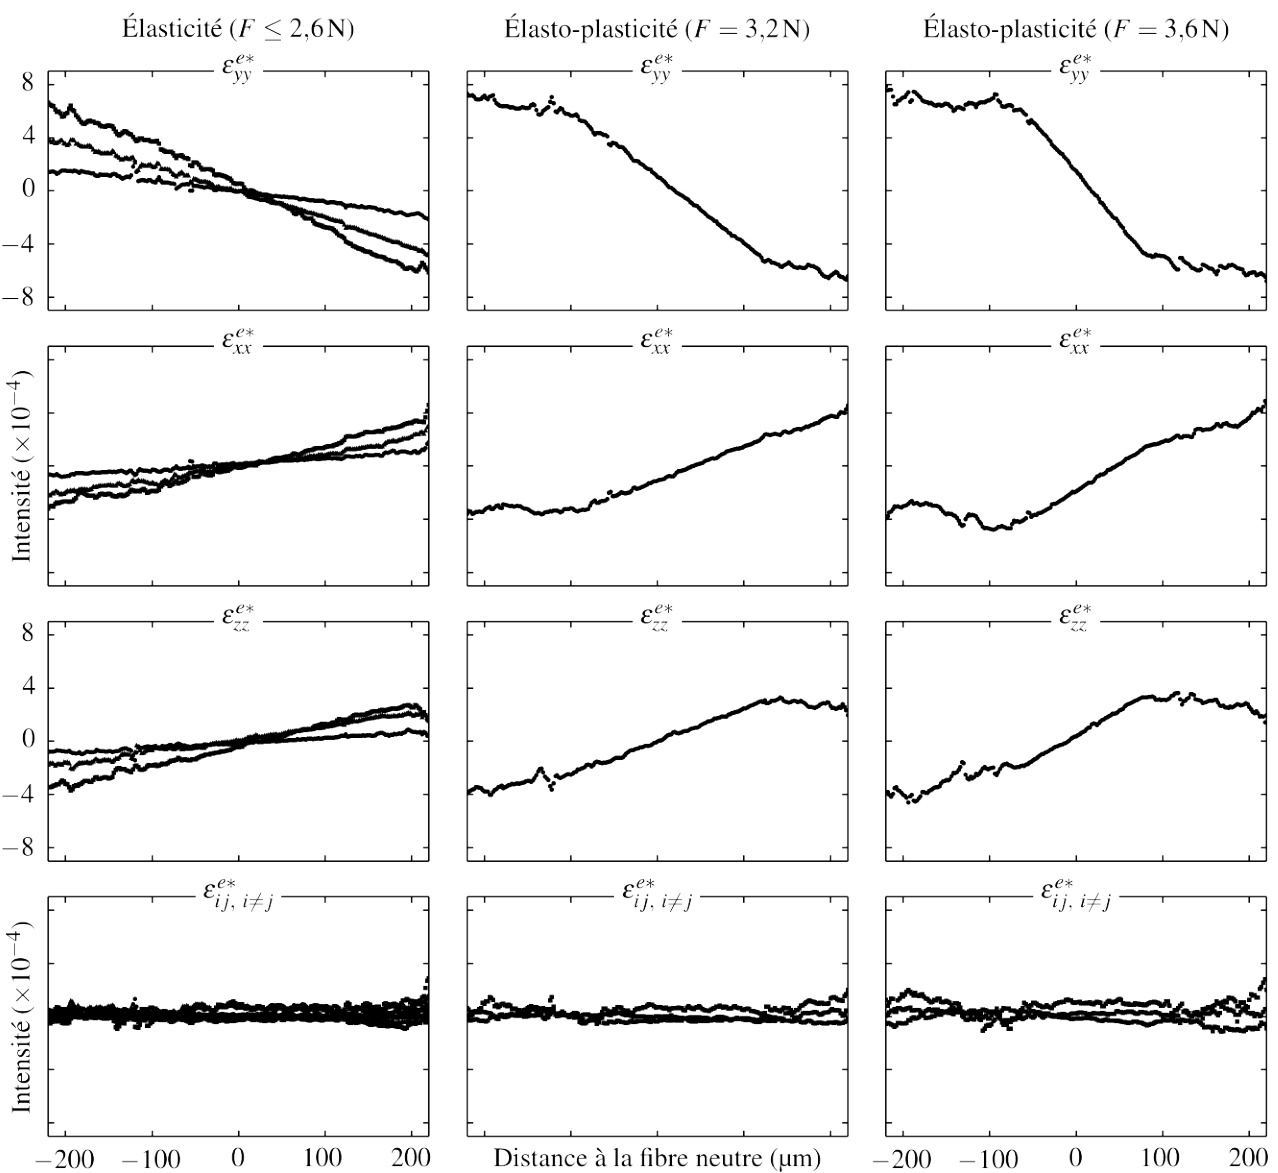 Élasticité (F ≤ 2,6 N) Élasto-plasticité (F = 3,2 N) Élasto-plasticité (F = 3,6 N)
ε^{e*}_{yy} ε^{e*}_{yy} ε^{e*}_{yy}
8
4
0
−4
−8
ε^{e*}_{xx} ε^{e*}_{xx} ε^{e*}_{xx}
Intensité (×10^{−4})
ε^{e*}_{zz} ε^{e*}_{zz} ε^{e*}_{zz}
8
4
0
−4
−8
ε^{e*}_{ij, i≠j} ε^{e*}_{ij, i≠j} ε^{e*}_{ij, i≠j}
Intensité (×10^{−4})
−200 −100 0 100 200 Distance à la fibre neutre (μm) −200 −100 0 100 200